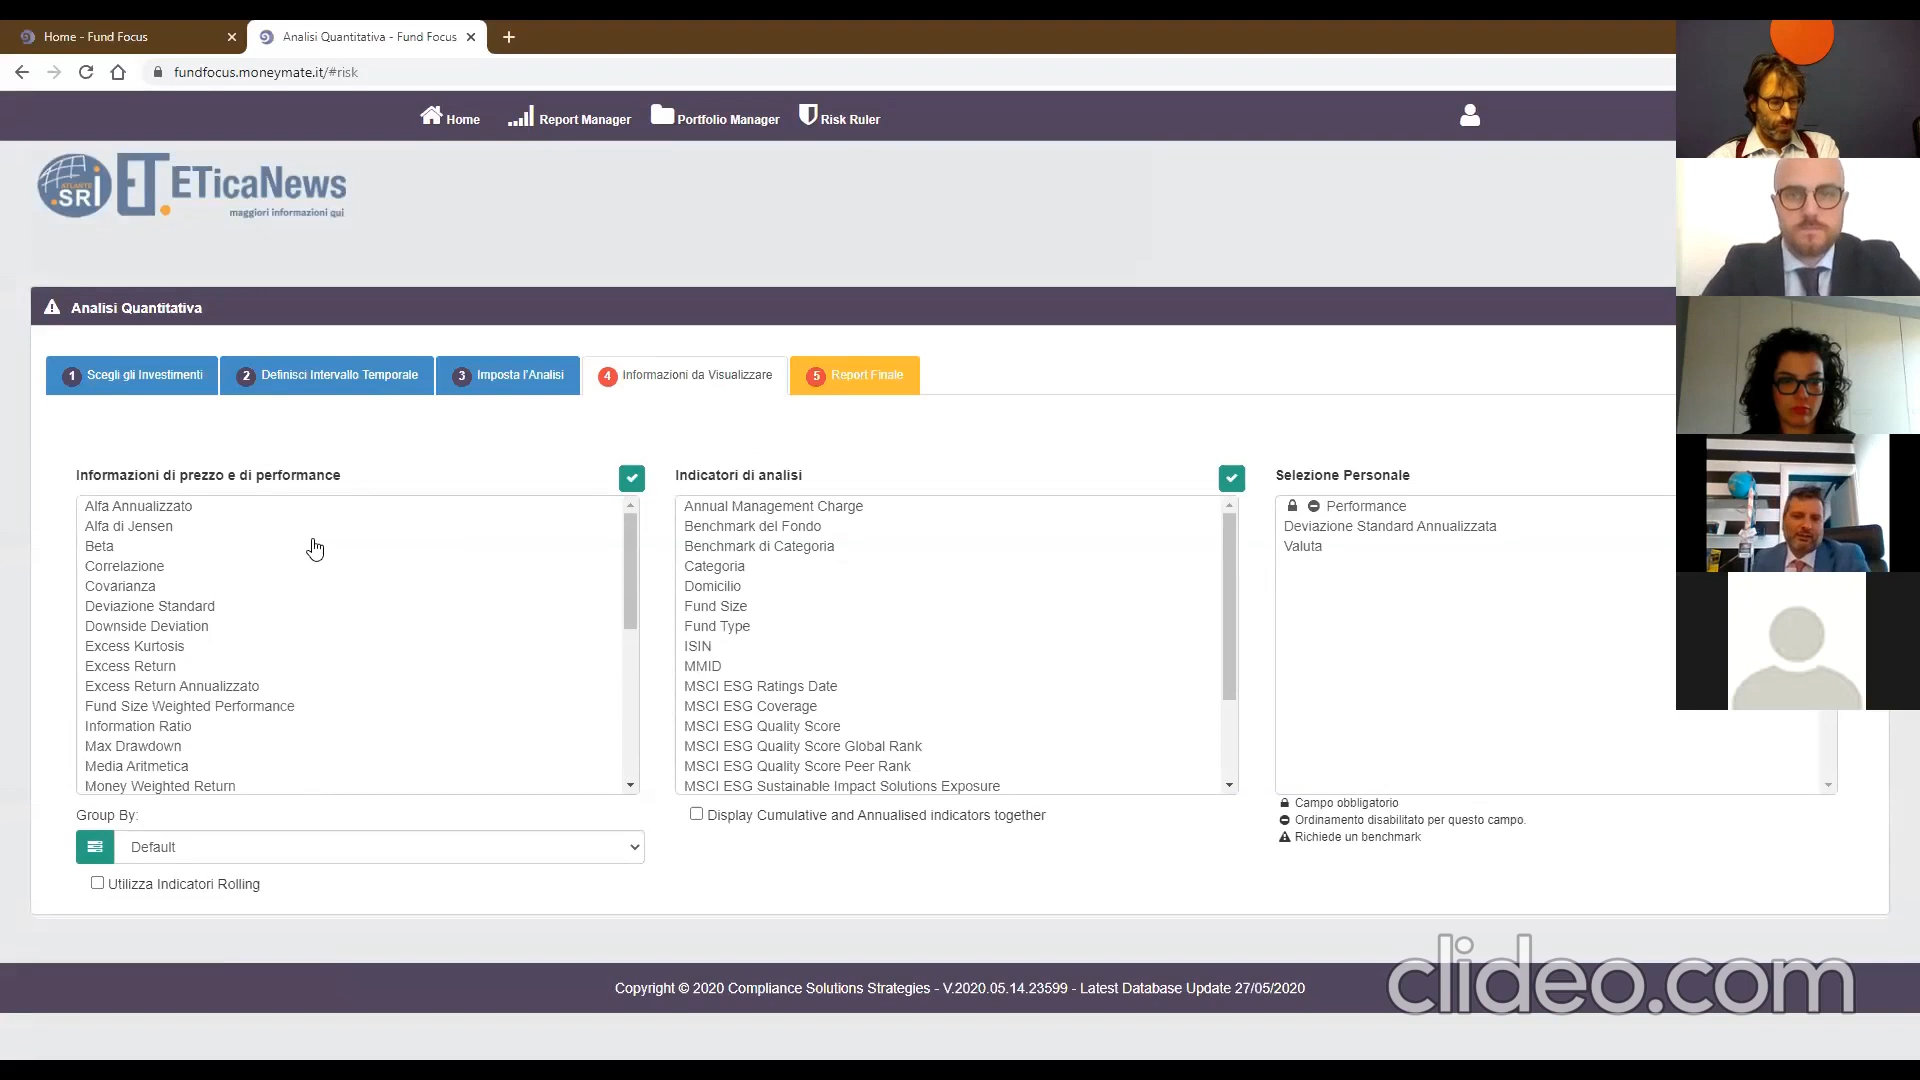 Home - Fund Focus
Analisi Quantitativa - Fund Focus
fundfocus.moneymate.it/#risk
Home
Report Manager
Portfolio Manager
Risk Ruler
ATLANTE
.SRI
ET.
ETicaNews
maggiori informazioni qui
Analisi Quantitativa
1 Scegli gli Investimenti
2 Definisci Intervallo Temporale
3 Imposta l'Analisi
4 Informazioni da Visualizzare
5 Report Finale
Informazioni di prezzo e di performance
Alfa Annualizzato
Alfa di Jensen
Beta
Correlazione
Covarianza
Deviazione Standard
Downside Deviation
Excess Kurtosis
Excess Return
Excess Return Annualizzato
Fund Size Weighted Performance
Information Ratio
Max Drawdown
Media Aritmetica
Money Weighted Return
Group By:
Default
Utilizza Indicatori Rolling
Indicatori di analisi
Annual Management Charge
Benchmark del Fondo
Benchmark di Categoria
Categoria
Domicilio
Fund Size
Fund Type
ISIN
MMID
MSCI ESG Ratings Date
MSCI ESG Coverage
MSCI ESG Quality Score
MSCI ESG Quality Score Global Rank
MSCI ESG Quality Score Peer Rank
MSCI ESG Sustainable Impact Solutions Exposure
Display Cumulative and Annualised indicators together
Selezione Personale
Performance
Deviazione Standard Annualizzata
Valuta
Campo obbligatorio
Ordinamento disabilitato per questo campo.
Richiede un benchmark
Copyright © 2020 Compliance Solutions Strategies - V.2020.05.14.23599 - Latest Database Update 27/05/2020
clideo.com